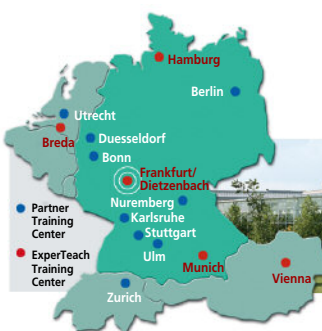 Hamburg
Berlin
Utrecht
Breda
Duesseldorf
Bonn
Frankfurt/
Dietzenbach
Nuremberg
Karlsruhe
Stuttgart
Ulm
Munich
Vienna
Zurich
Partner
Training
Center
ExperTeach
Training
Center